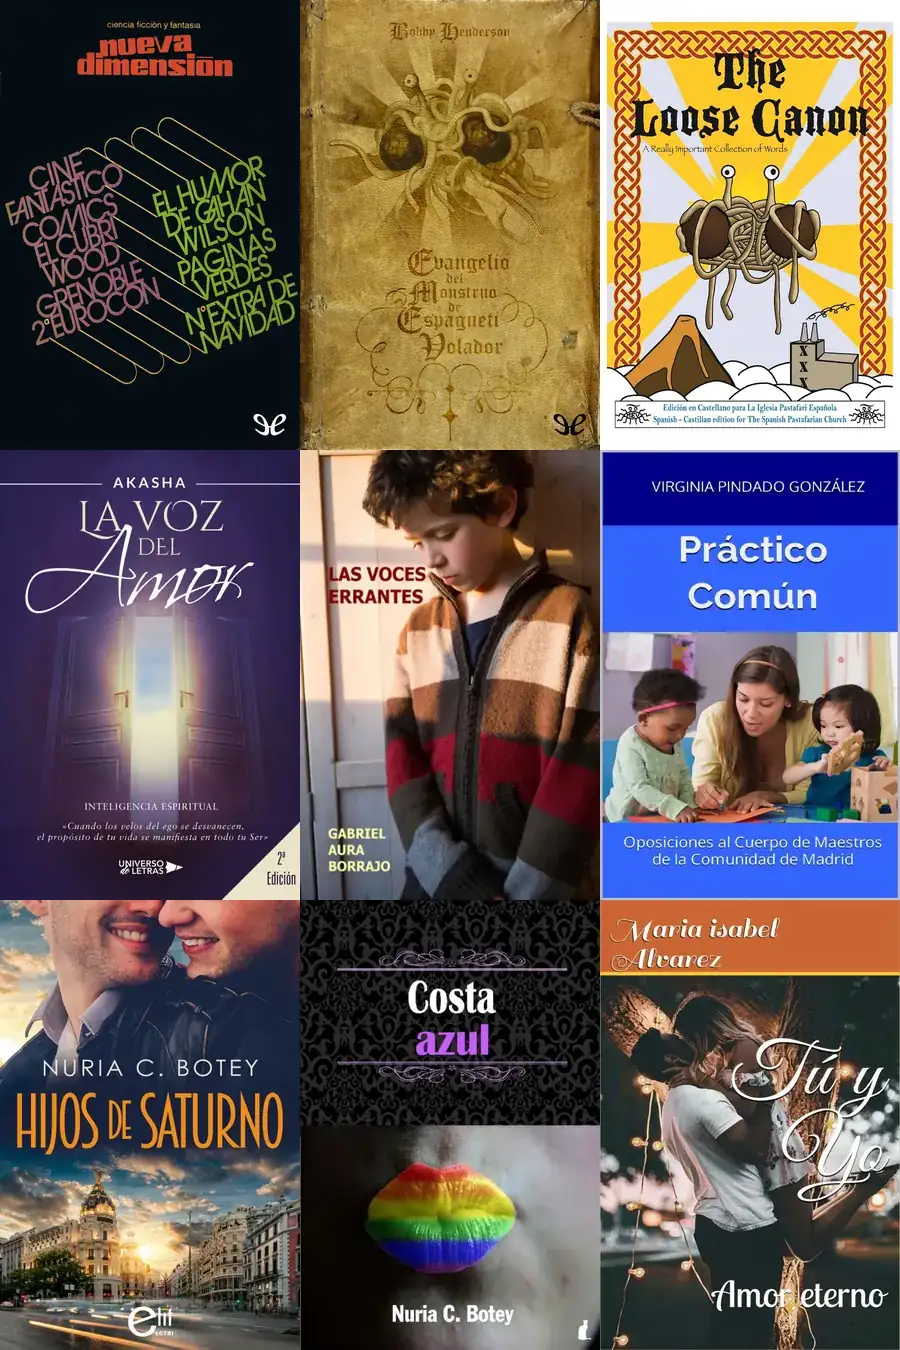 ciencia ficción y fantasia
nueva
dimensión
CINE
FANTÁSTICO
COMICS
EL CUBRI
WOOD
GRENOBLE
2ª EUROCON
EL HUMOR
DE GAHAN
WILSON
PAGINAS
VERDES
Nº EXTRA DE
NAVIDAD
Bobby Henderson
Evangelio
del
Monstruo
de
Espagueti
Volador
The
Loose Canon
A Really Important Collection of Words
XXX
Edición en Castellano para La Iglesia Pastafari Española
Spanish - Castilian edition for The Spanish Pastafarian Church
AKASHA
LA VOZ
DEL
Amor
INTELIGENCIA ESPIRITUAL
«Cuando los velos del ego se desvanecen,
el propósito de tu vida se manifiesta en todo tu Ser»
UNIVERSO
de LETRAS
2ª
Edición
LAS VOCES
ERRANTES
GABRIEL
AURA
BORRAJO
VIRGINIA PINDADO GONZÁLEZ
Práctico
Común
Oposiciones al Cuerpo de Maestros
de la Comunidad de Madrid
NURIA C. BOTEY
HIJOS DE SATURNO
elit
LGTBI
Costa
azul
Nuria C. Botey
Maria isabel
Alvarez
Tú y
Yo
Amor eterno